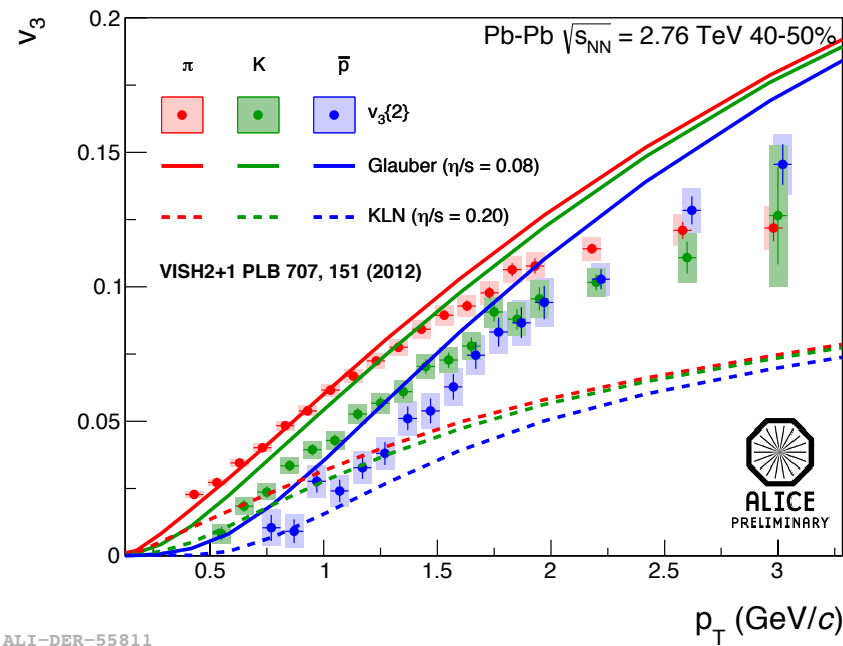 v₃
0.2
0.15
0.1
0.05
0
Pb-Pb √sNN = 2.76 TeV 40-50%
π K p̅
v₃{2}
Glauber (η/s = 0.08)
KLN (η/s = 0.20)
VISH2+1 PLB 707, 151 (2012)
ALICE
PRELIMINARY
0.5 1 1.5 2 2.5 3
pT (GeV/c)
ALI-DER-55811